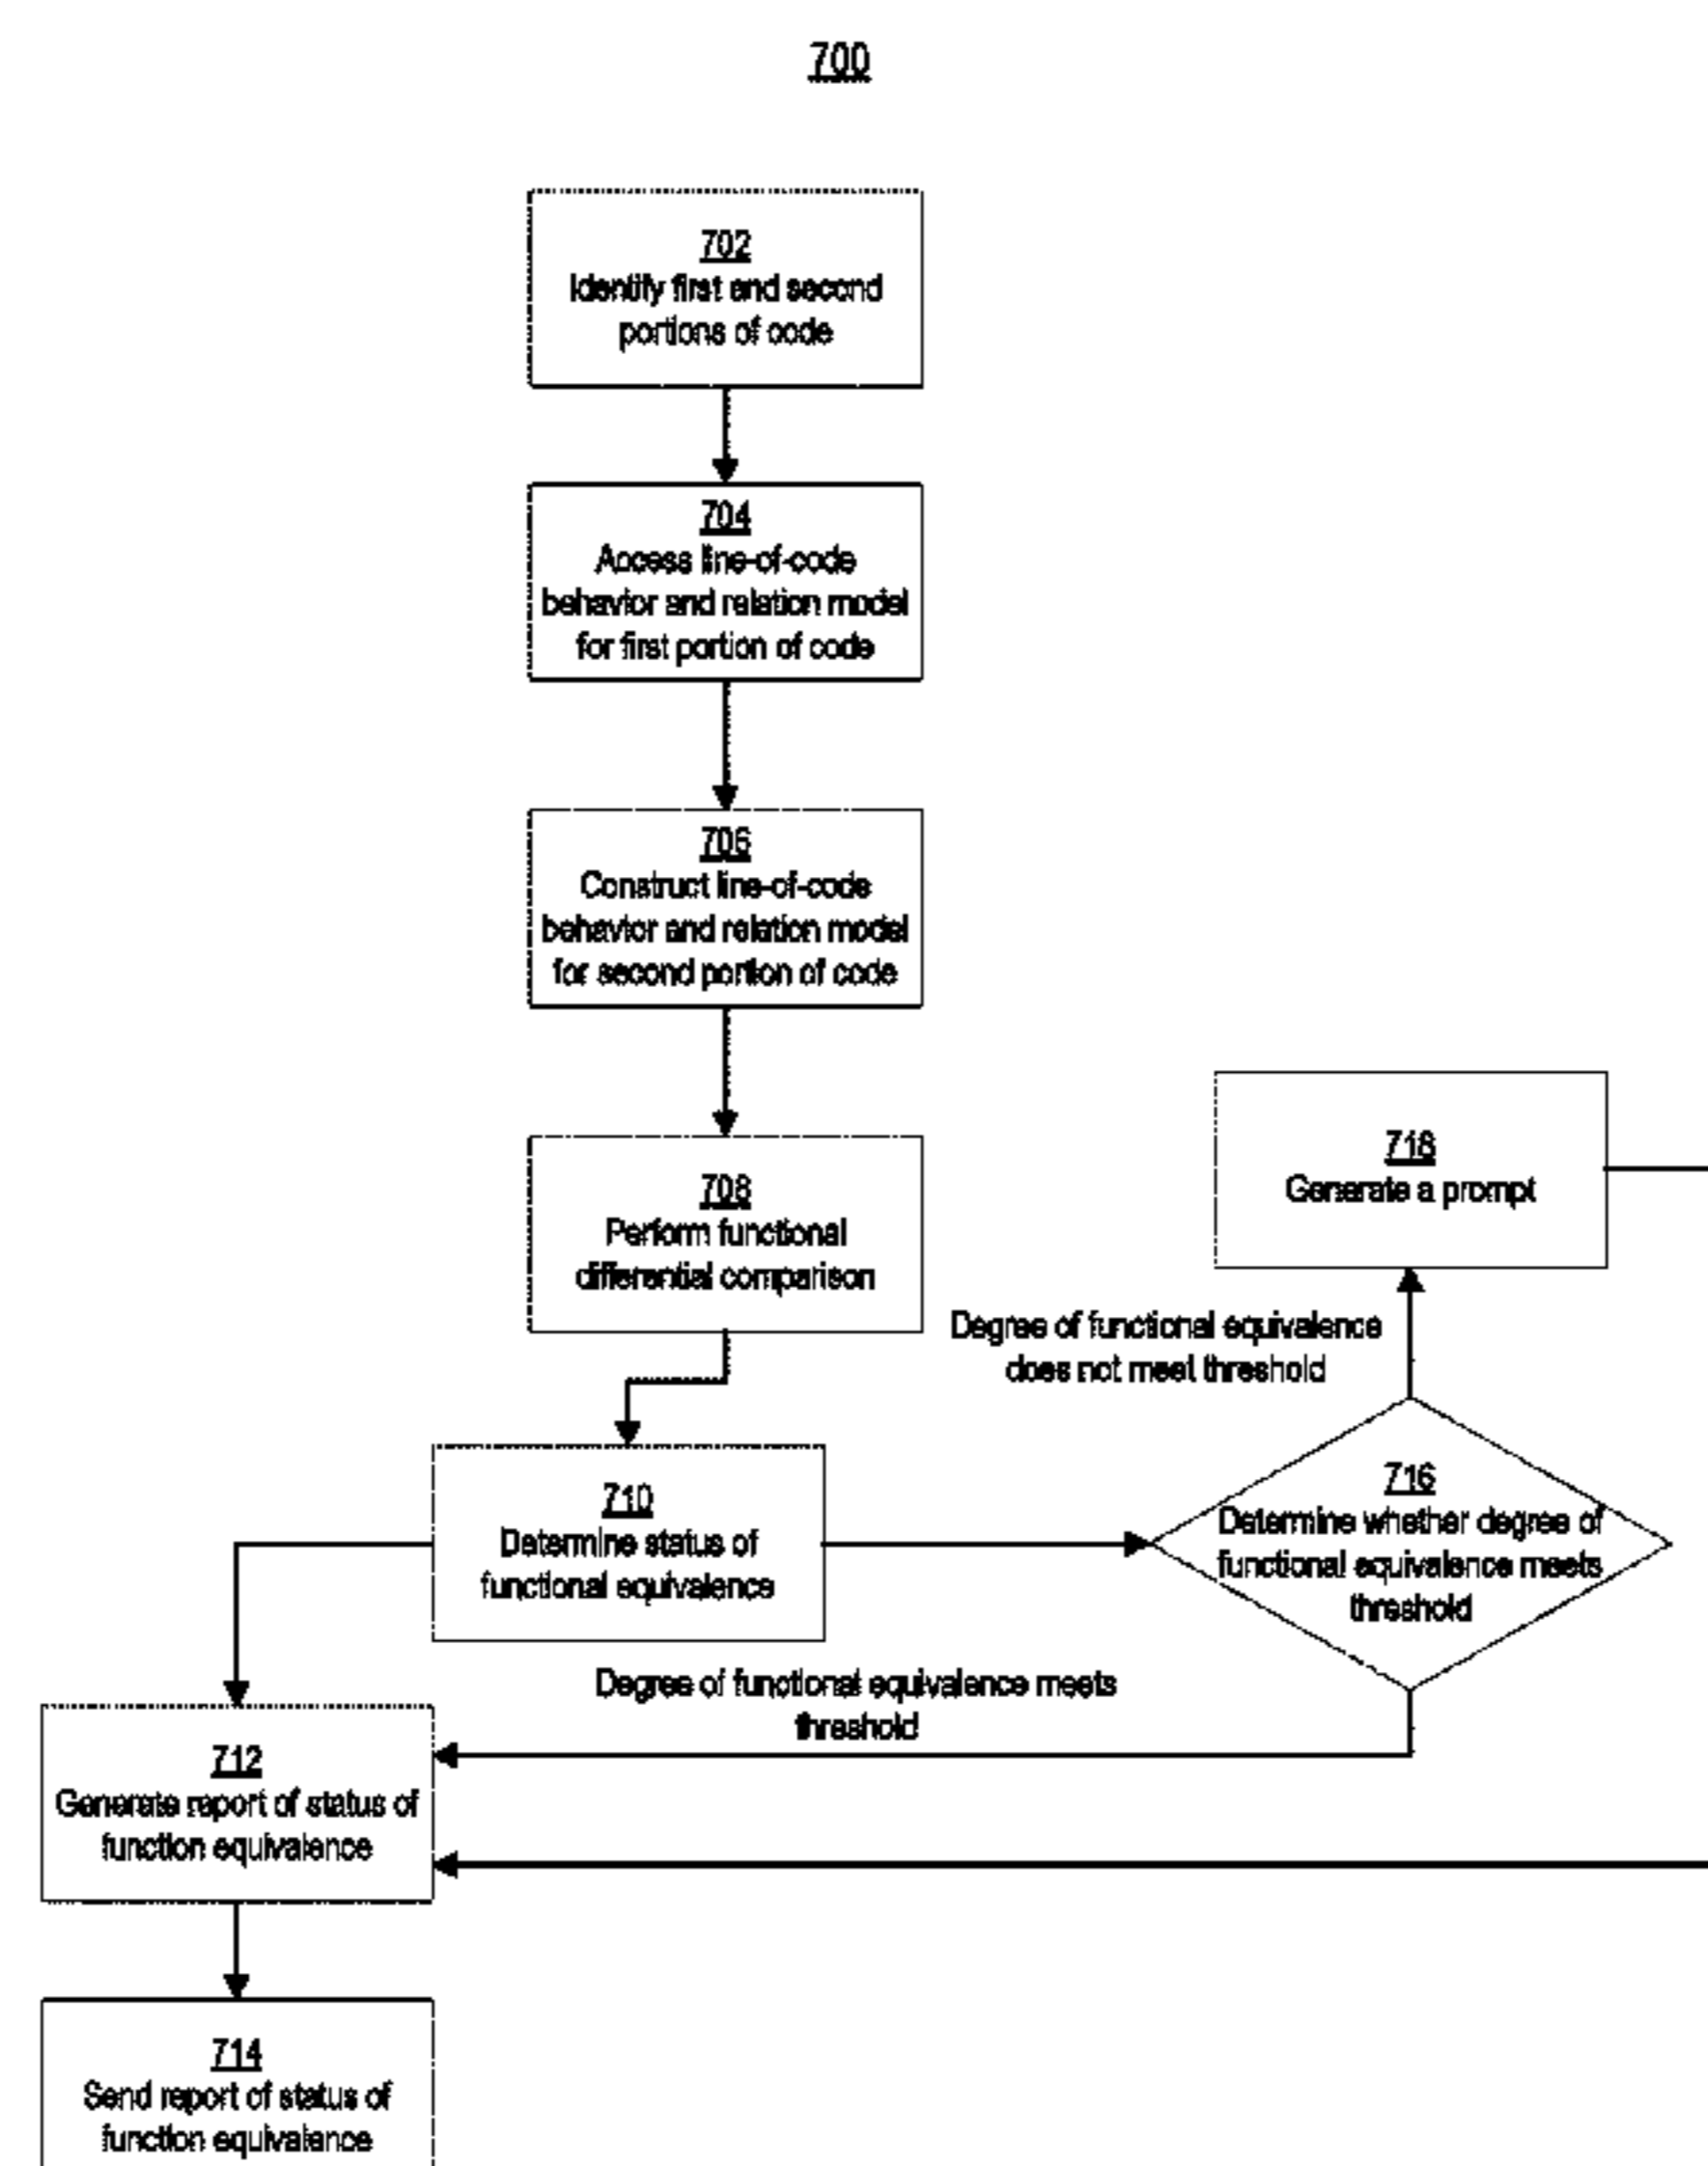 700
702
Identify first and second
portions of code
704
Access line-of-code
behavior and relation model
for first portion of code
706
Construct line-of-code
behavior and relation model
for second portion of code
708
Perform functional
differential comparison
718
Generate a prompt
Degree of functional equivalence
does not meet threshold
710
Determine status of
functional equivalence
716
Determine whether degree of
functional equivalence meets
threshold
Degree of functional equivalence meets
threshold
712
Generate report of status of
function equivalence
714
Send report of status of
function equivalence